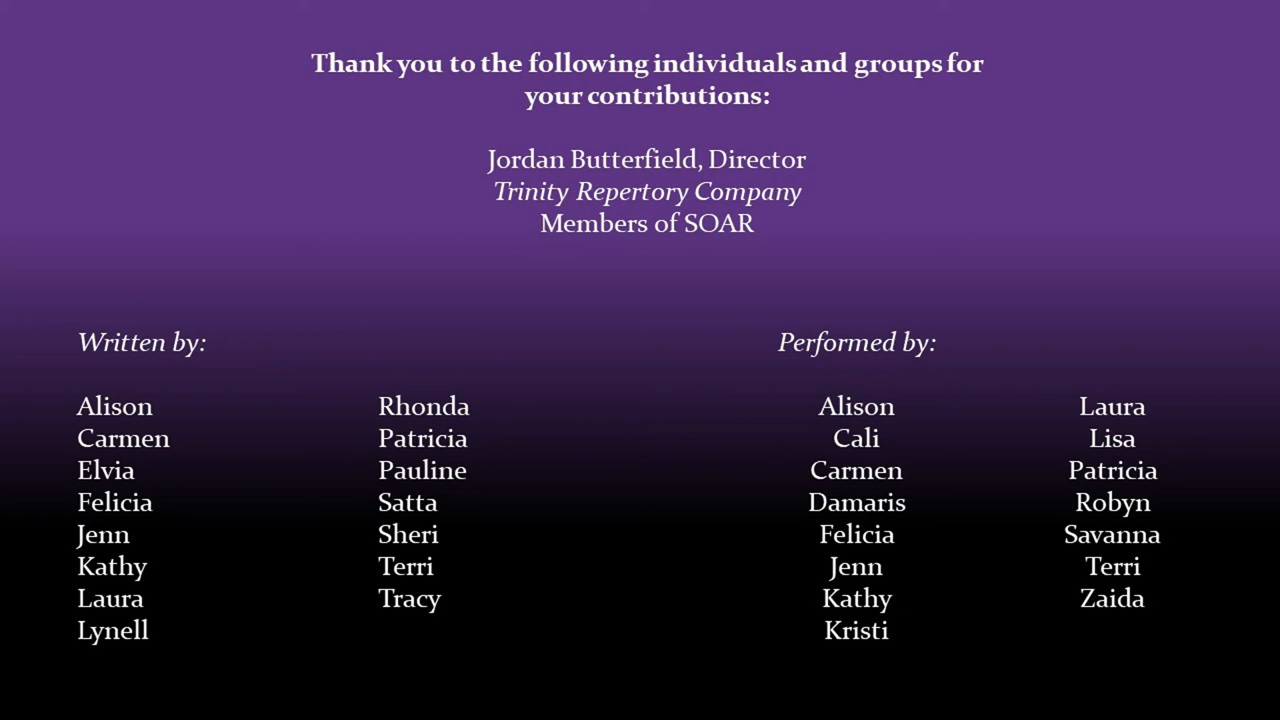 Thank you to the following individuals and groups for
your contributions:
Jordan Butterfield, Director
Trinity Repertory Company
Members of SOAR
Written by:
Alison
Carmen
Elvia
Felicia
Jenn
Kathy
Laura
Lynell
Rhonda
Patricia
Pauline
Satta
Sheri
Terri
Tracy
Performed by:
Alison
Cali
Carmen
Damaris
Felicia
Jenn
Kathy
Kristi
Laura
Lisa
Patricia
Robyn
Savanna
Terri
Zaida